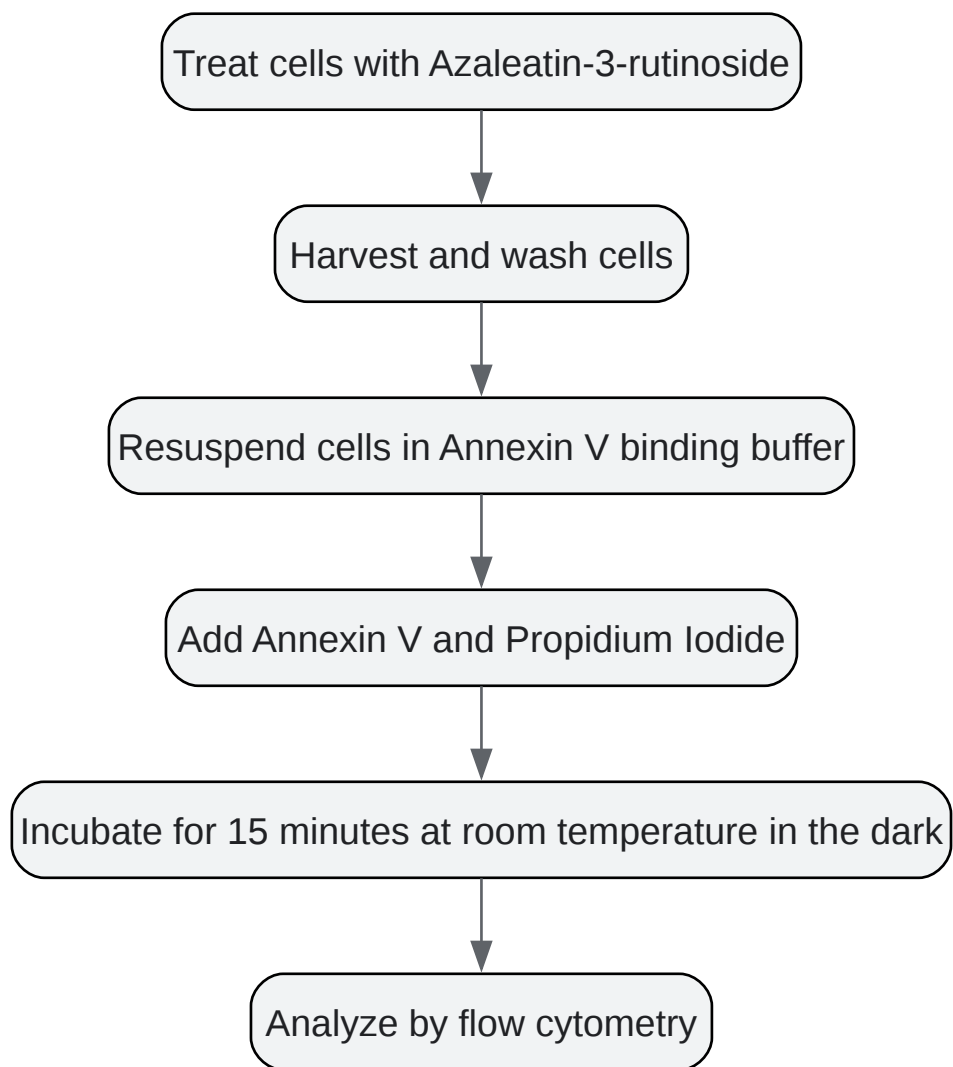 Treat cells with Azaleatin-3-rutinoside
Harvest and wash cells
Resuspend cells in Annexin V binding buffer
Add Annexin V and Propidium Iodide
Incubate for 15 minutes at room temperature in the dark
Analyze by flow cytometry